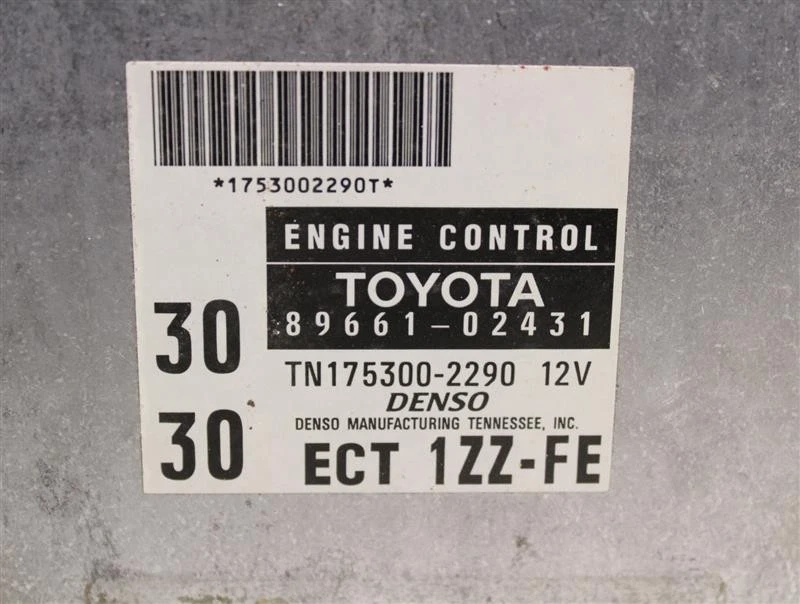 *1753002290T*
ENGINE CONTROL
TOYOTA
89661-02431
30
TN175300-2290 12V
DENSO
DENSO MANUFACTURING TENNESSEE, INC.
30
ECT 1ZZ-FE